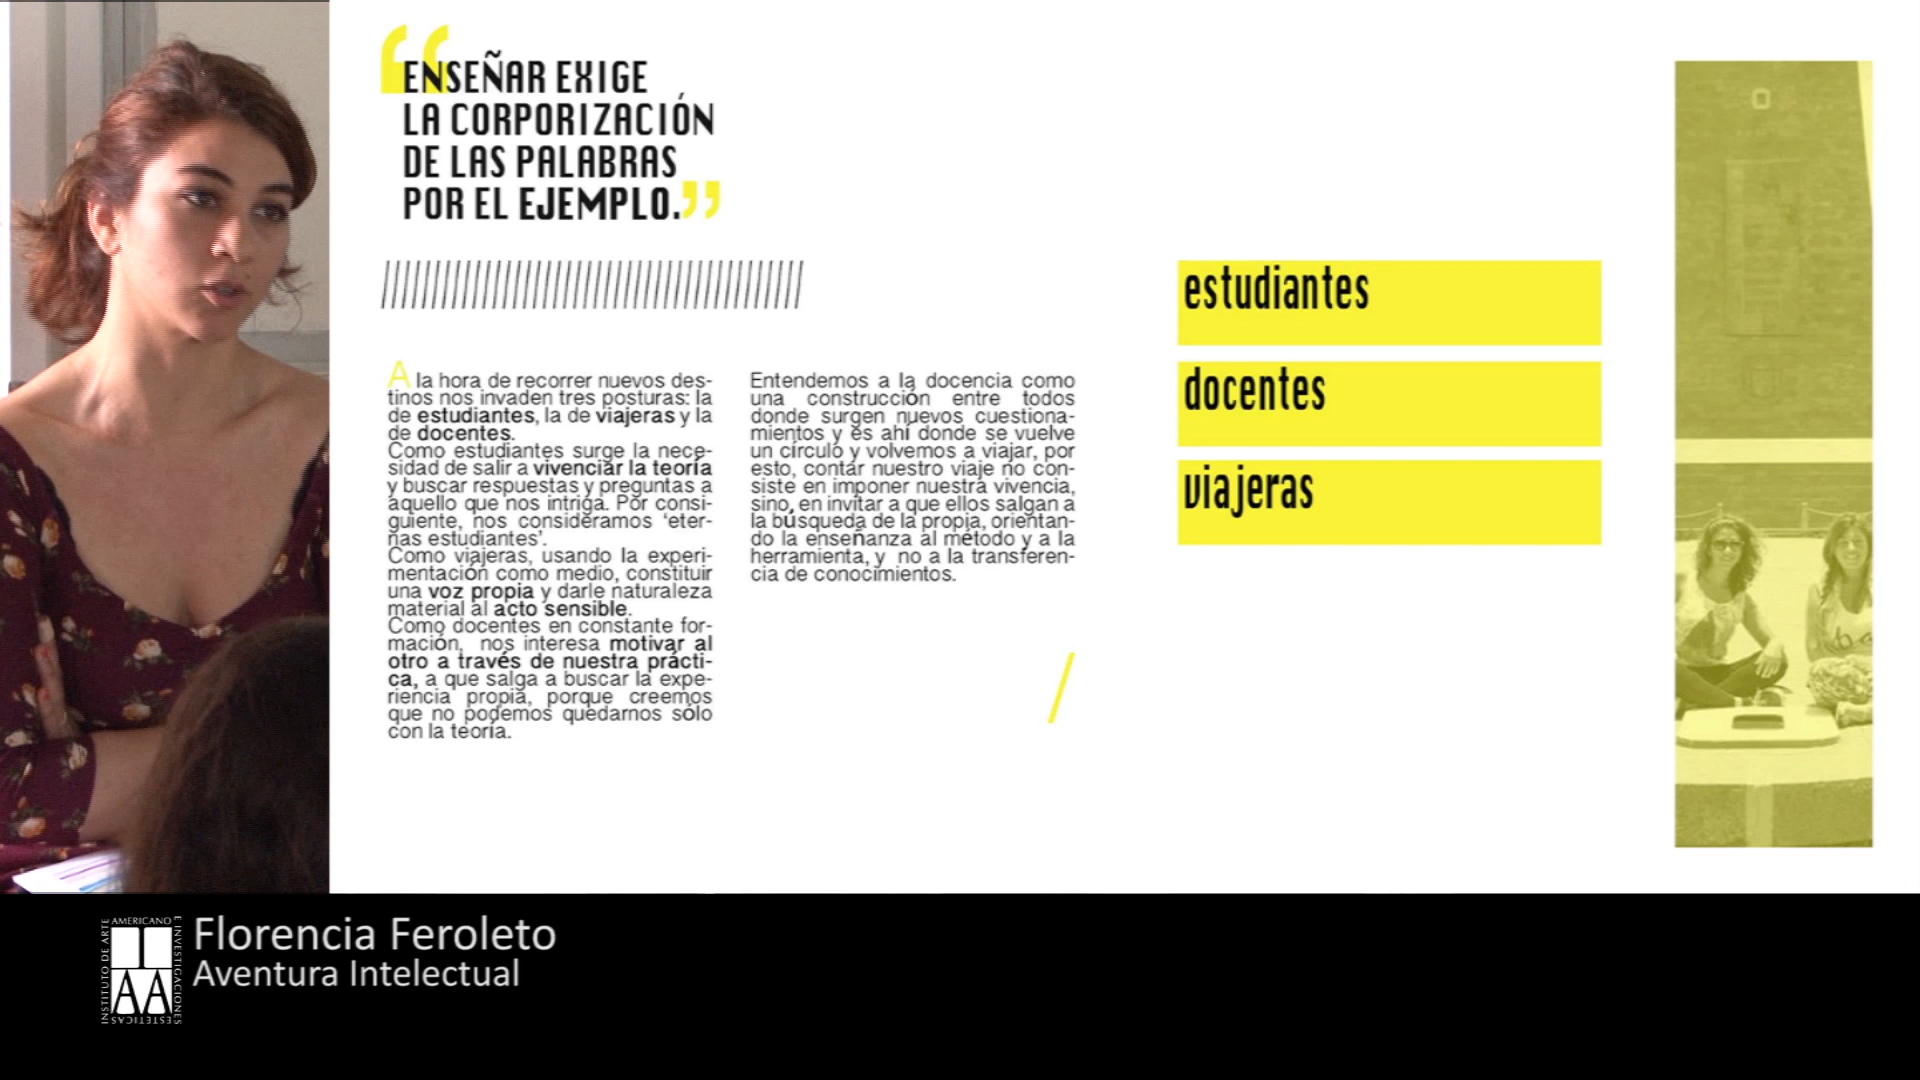 “ENSEÑAR EXIGE
LA CORPORIZACIÓN
DE LAS PALABRAS
POR EL EJEMPLO.”
A la hora de recorrer nuevos des-
tinos nos invaden tres posturas: la
de estudiantes, la de viajeras y la
de docentes.
Como estudiantes surge la nece-
sidad de salir a vivenciar la teoría
y buscar respuestas y preguntas a
aquello que nos intriga. Por consi-
guiente, nos consideramos ‘eter-
nas estudiantes’.
Como viajeras, usando la experi-
mentación como medio, constituir
una voz propia y darle naturaleza
material al acto sensible.
Como docentes en constante for-
mación, nos interesa motivar al
otro a través de nuestra prácti-
ca, a que salga a buscar la expe-
riencia propia, porque creemos
que no podemos quedarnos sólo
con la teoría.
Entendemos a la docencia como
una construcción entre todos
donde surgen nuevos cuestiona-
mientos y es ahí donde se vuelve
un círculo y volvemos a viajar, por
esto, contar nuestro viaje no con-
siste en imponer nuestra vivencia,
sino, en invitar a que ellos salgan a
la búsqueda de la propia, orientan-
do la enseñanza al método y a la
herramienta, y no a la transferen-
cia de conocimientos.
/
estudiantes
docentes
viajeras
INSTITUTO DE ARTE
AMERICANO
E INVESTIGACIONES
ESTETICAS
IAA
Florencia Feroleto
Aventura Intelectual